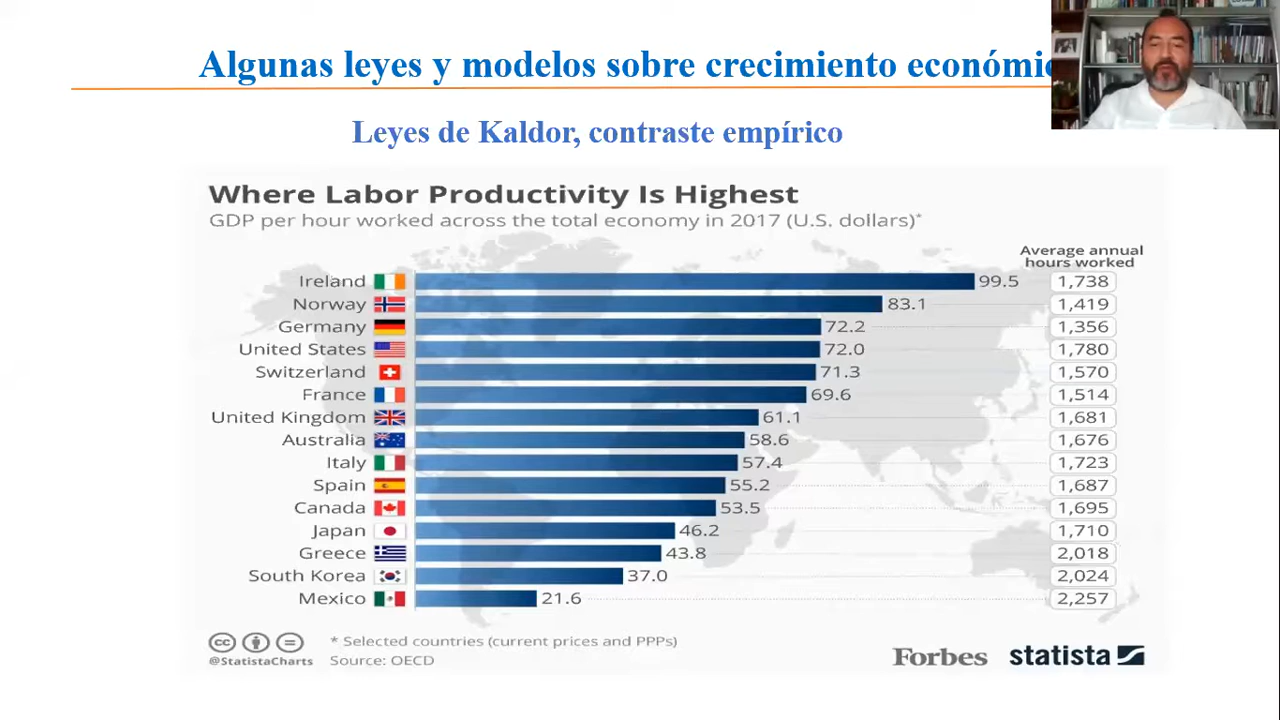 Algunas leyes y modelos sobre crecimiento
Leyes de Kaldor, contraste empírico
Where Labor Productivity Is Highest
GDP per hour worked across the total economy in 2017 (U.S. dollars)*
Average annual
hours worked
Ireland 99.5 1,738
Norway 83.1 1,419
Germany 72.2 1,356
United States 72.0 1,780
Switzerland 71.3 1,570
France 69.6 1,514
United Kingdom 61.1 1,681
Australia 58.6 1,676
Italy 57.4 1,723
Spain 55.2 1,687
Canada 53.5 1,695
Japan 46.2 1,710
Greece 43.8 2,018
South Korea 37.0 2,024
Mexico 21.6 2,257
* Selected countries (current prices and PPPs)
@StatistaCharts Source: OECD
Forbes statista